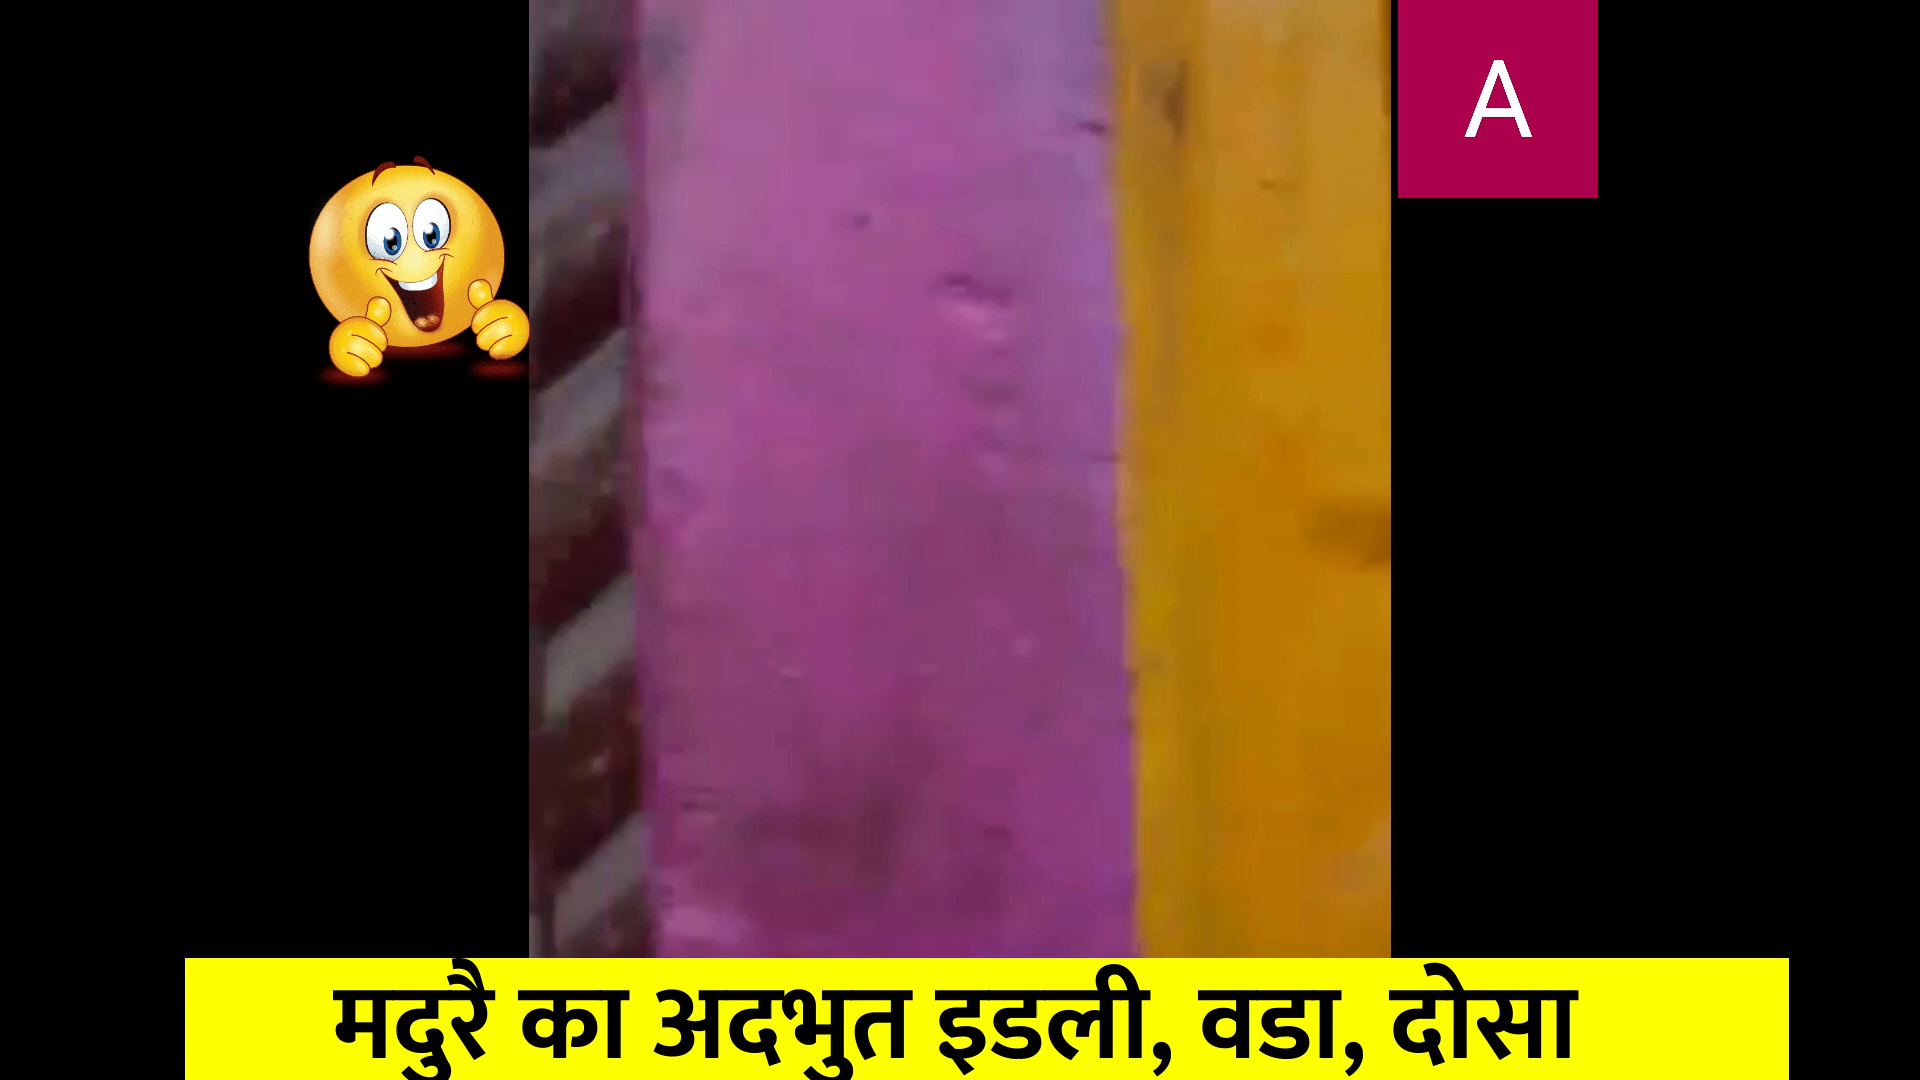 A
मदुरै का अदभुत इडली, वडा, दोसा